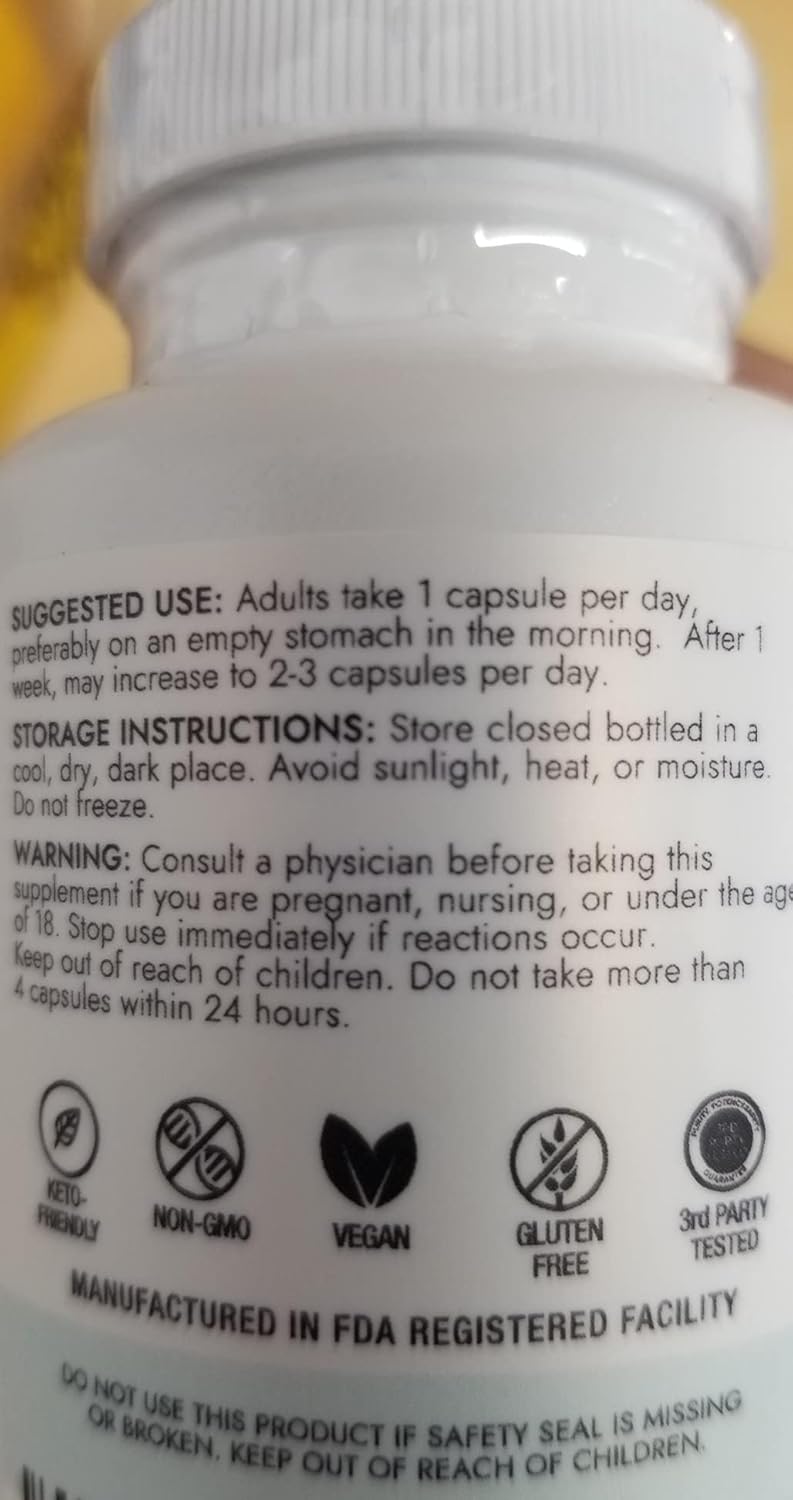 SUGGESTED USE: Adults take 1 capsule per day,
preferably on an empty stomach in the morning. After 1
week, may increase to 2-3 capsules per day.
STORAGE INSTRUCTIONS: Store closed bottled in a
cool, dry, dark place. Avoid sunlight, heat, or moisture.
Do not freeze.
WARNING: Consult a physician before taking this
supplement if you are pregnant, nursing, or under the age
of 18. Stop use immediately if reactions occur.
Keep out of reach of children. Do not take more than
4 capsules within 24 hours.
KETO-
FRIENDLY
NON-GMO
VEGAN
GLUTEN
FREE
3rd PARTY
TESTED
MANUFACTURED IN FDA REGISTERED FACILITY
DO NOT USE THIS PRODUCT IF SAFETY SEAL IS MISSING
OR BROKEN. KEEP OUT OF REACH OF CHILDREN.